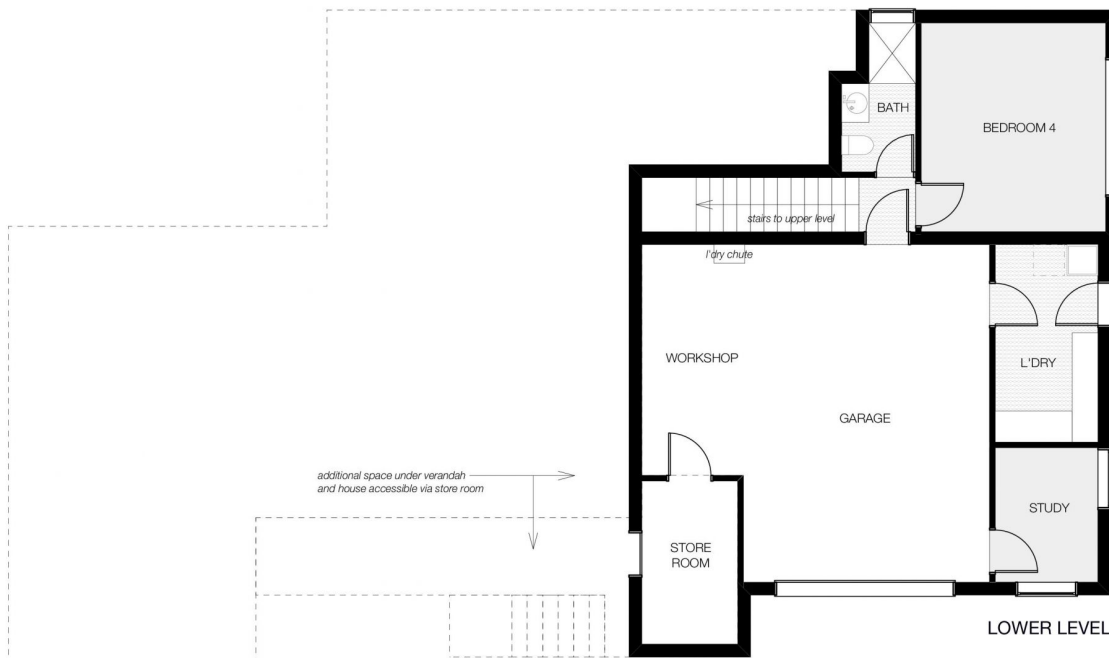 BATH
BEDROOM 4
stairs to upper level
l'dry chute
WORKSHOP
L'DRY
GARAGE
additional space under verandah
and house accessible via store room
STUDY
STORE
ROOM
LOWER LEVEL